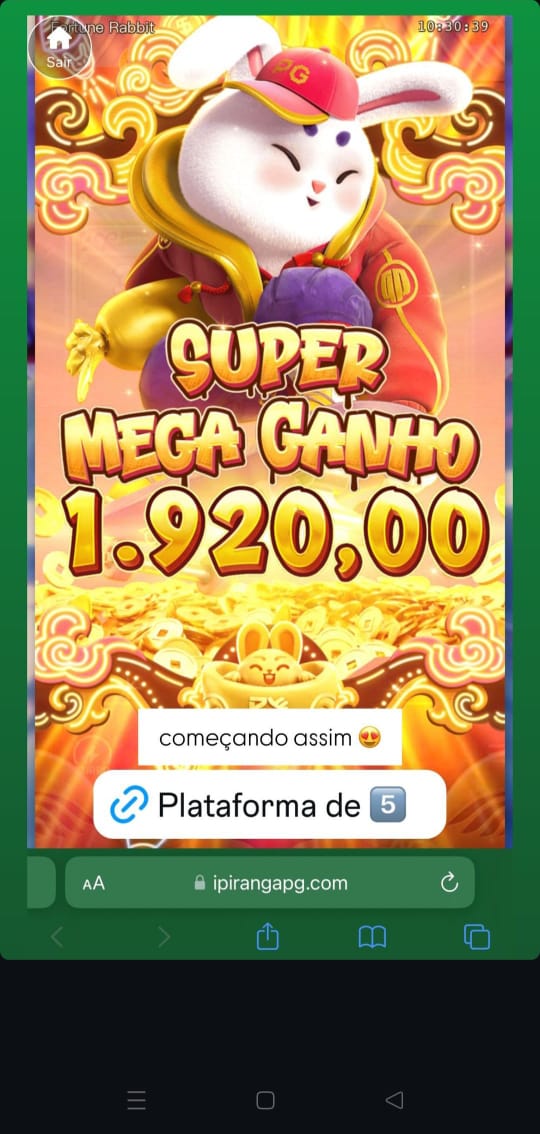 Fortune Rabbit
10:30:39
Sair
PG
SUPER
MEGA GANHO
1.920,00
começando assim 😍
Plataforma de 5️⃣
AA
ipirangapg.com